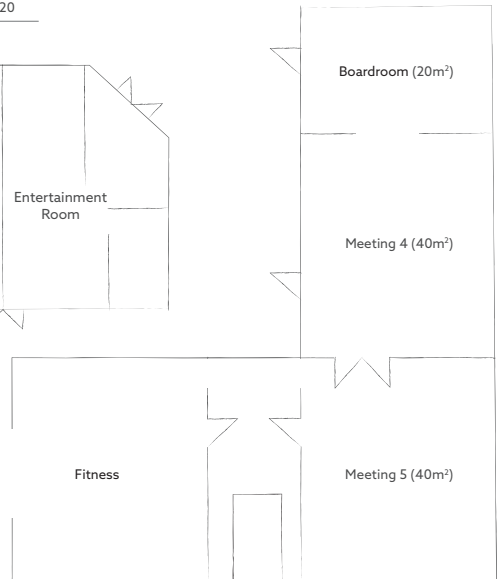 20
Boardroom (20m²)
Entertainment
Room
Meeting 4 (40m²)
Fitness
Meeting 5 (40m²)